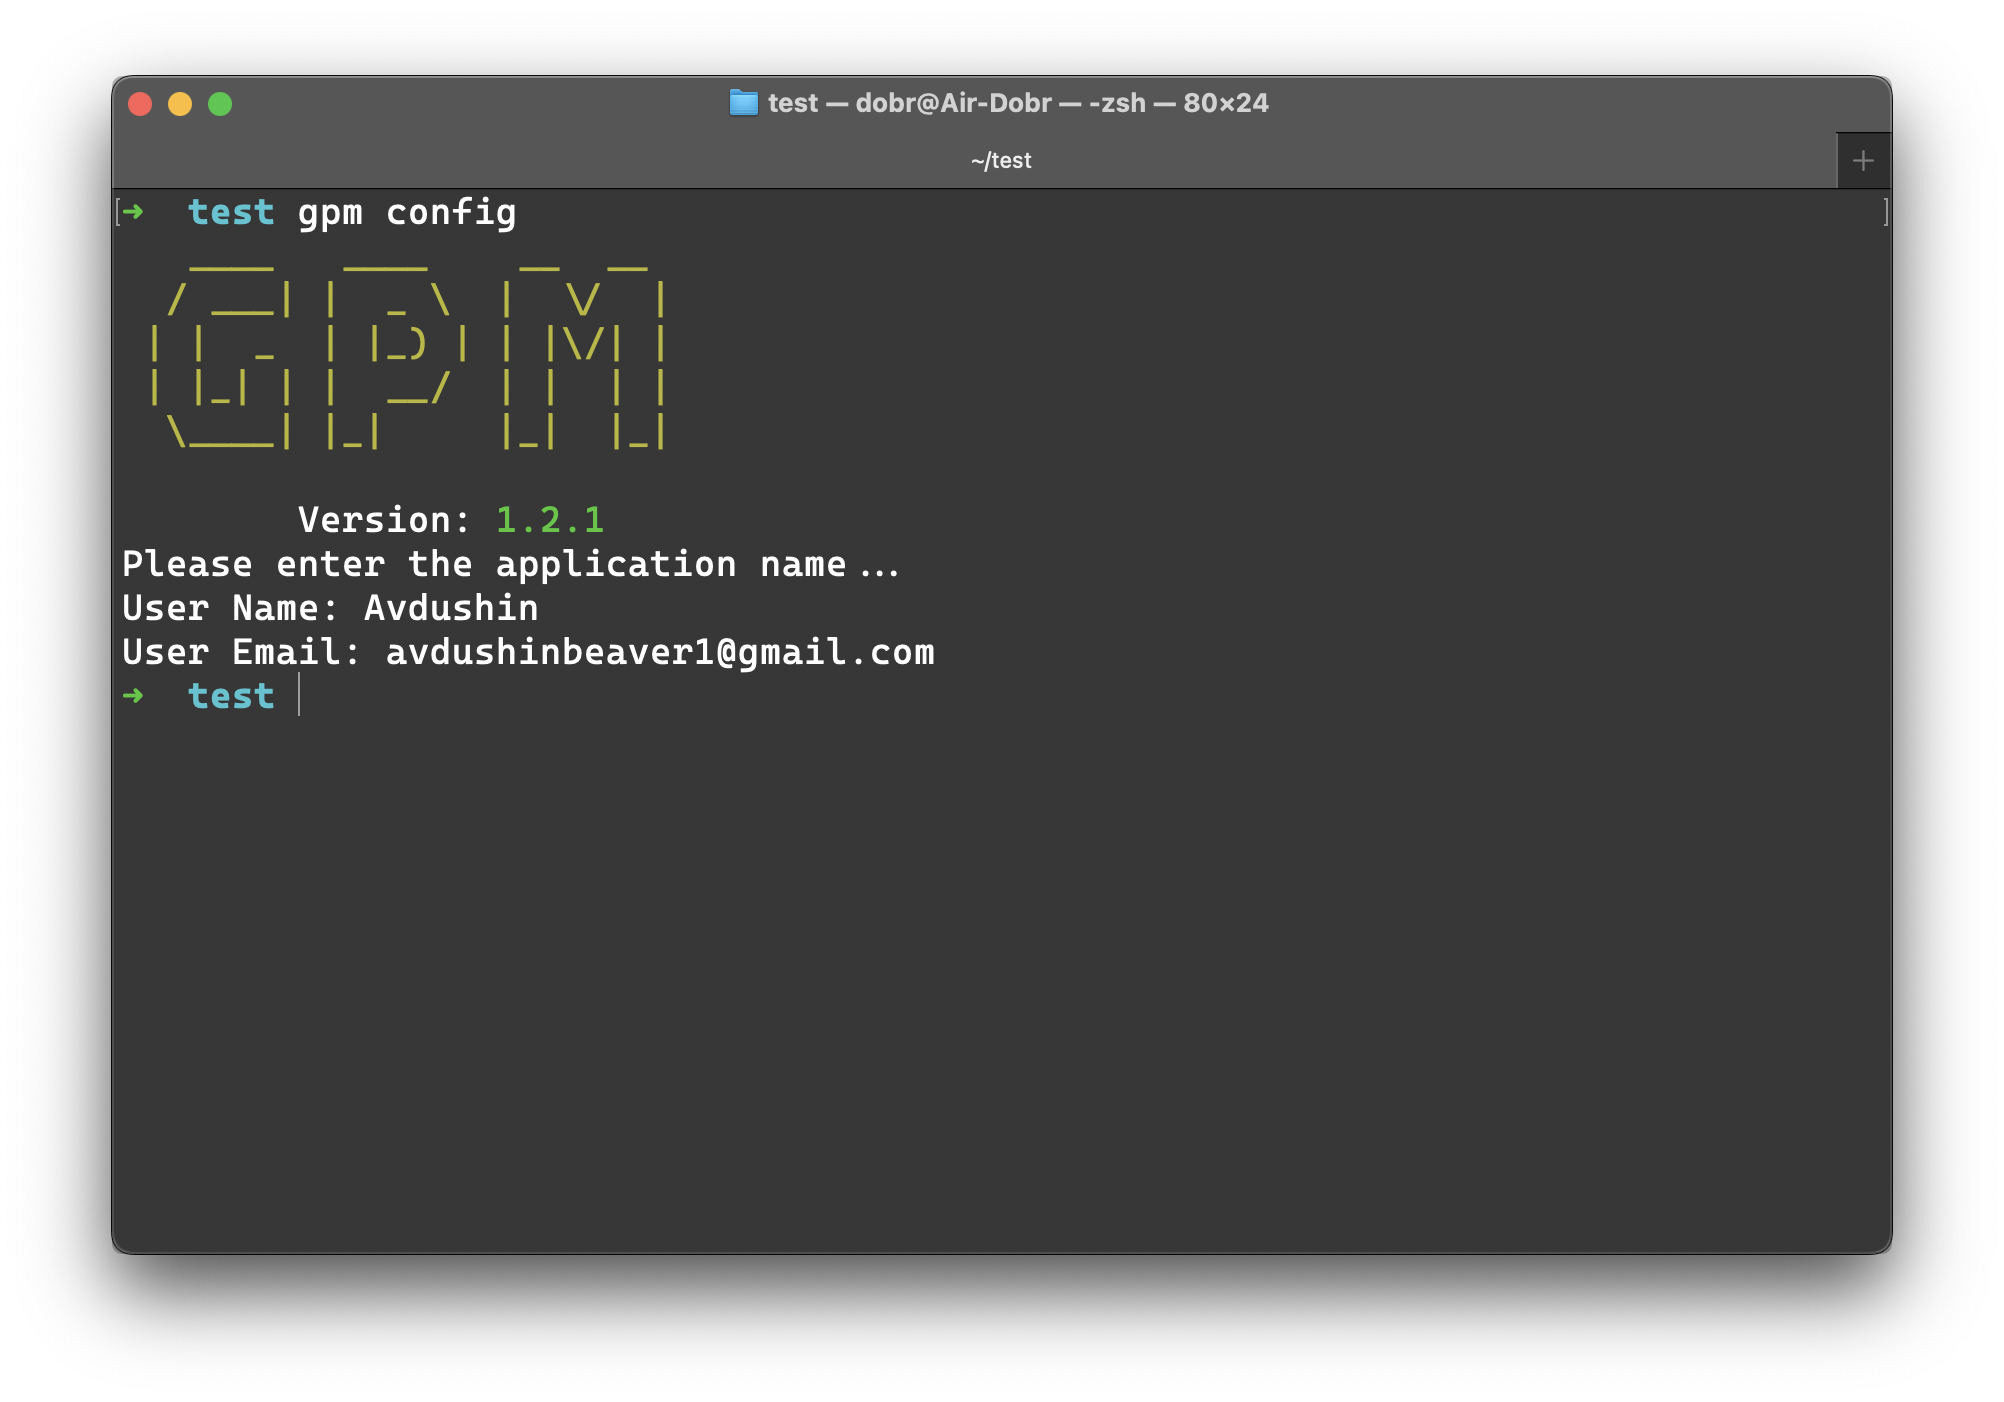 test — dobr@Air-Dobr — -zsh — 80×24
~/test
[➜  test gpm config ]
   ____   ____    __  __
  / ___| |  _ \  |  \/  |
 | |  _  | |_) | | |\/| |
 | |_| | |  __/  | |  | |
  \____| |_|     |_|  |_|
Version: 1.2.1
Please enter the application name...
User Name: Avdushin
User Email: avdushinbeaver1@gmail.com
➜  test